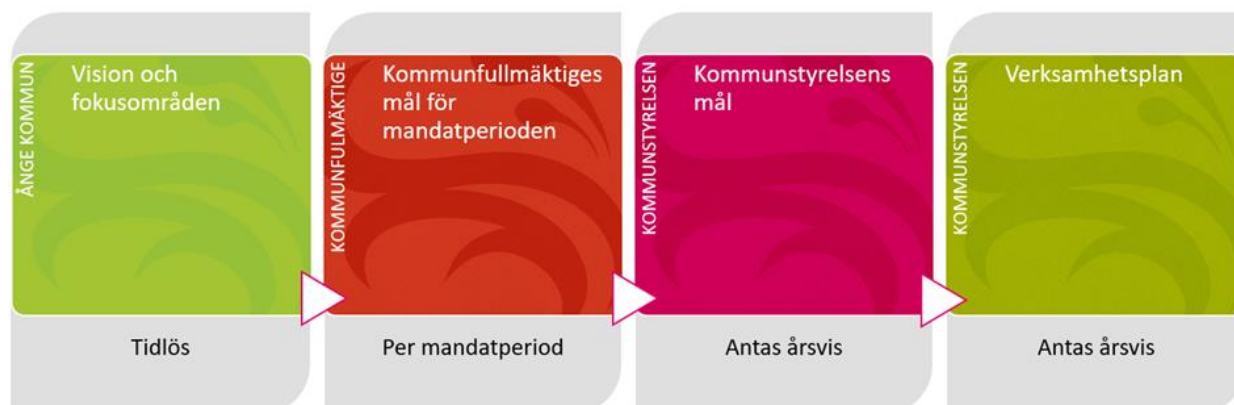 ÅNGE KOMMUN
Vision och
fokusområden
Tidlös
KOMMUNFULMÄKTIGE
Kommunfullmäktiges
mål för
mandatperioden
Per mandatperiod
KOMMUNSTYRELSEN
Kommunstyrelsens
mål
Antas årsvis
KOMMUNSTYRELSEN
Verksamhetsplan
Antas årsvis